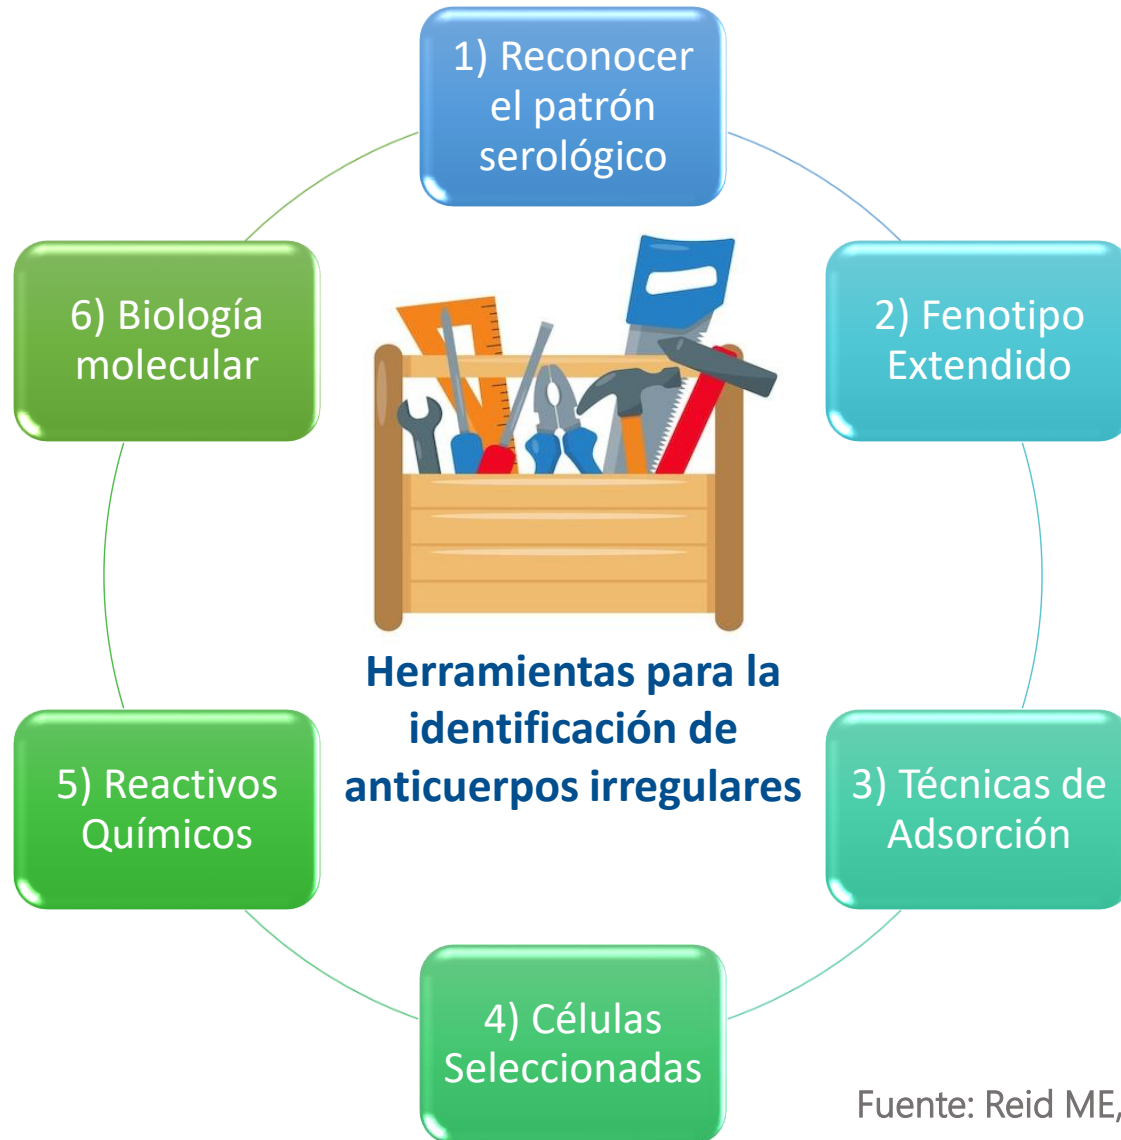 1) Reconocer
el patrón
serológico
2) Fenotipo
Extendido
3) Técnicas de
Adsorción
4) Células
Seleccionadas
5) Reactivos
Químicos
6) Biología
molecular
Herramientas para la
identificación de
anticuerpos irregulares
Fuente: Reid ME,